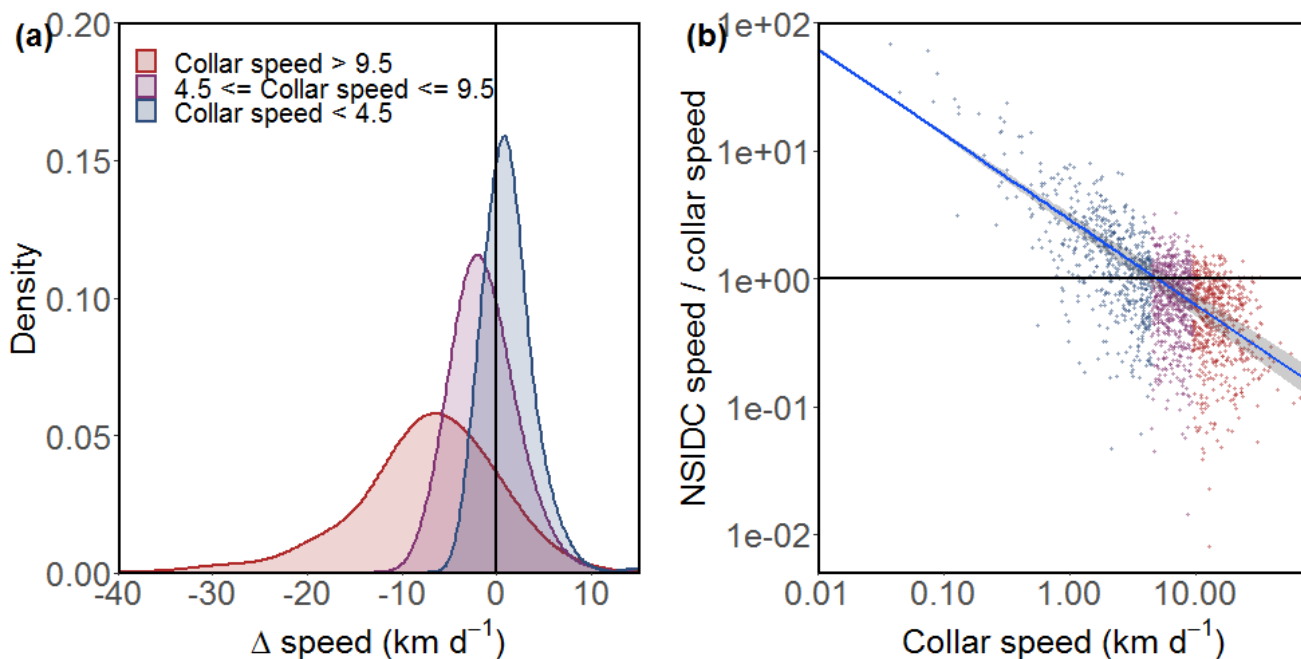 (a)
0.20
0.15
0.10
0.05
0.00
Density
Collar speed > 9.5
4.5 <= Collar speed <= 9.5
Collar speed < 4.5
-40 -30 -20 -10 0 10
Δ speed (km d⁻¹)
(b)
1e+02
1e+01
1e+00
1e-01
1e-02
NSIDC speed / collar speed
0.01 0.10 1.00 10.00
Collar speed (km d⁻¹)